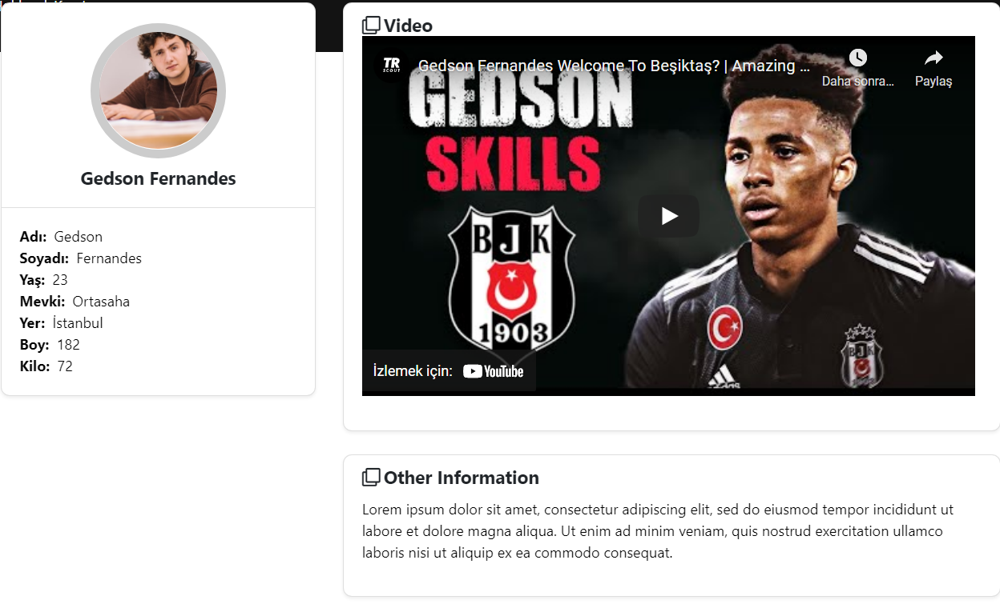 Gedson Fernandes
Adı: Gedson
Soyadı: Fernandes
Yaş: 23
Mevki: Ortasaha
Yer: İstanbul
Boy: 182
Kilo: 72
Video
TR
SCOUT
Gedson Fernandes Welcome To Beşiktaş? | Amazing ...
Daha sonra...
Paylaş
GEDSON
SKILLS
BJK
1903
BJK
adidas
İzlemek için: YouTube
Other Information
Lorem ipsum dolor sit amet, consectetur adipiscing elit, sed do eiusmod tempor incididunt ut
labore et dolore magna aliqua. Ut enim ad minim veniam, quis nostrud exercitation ullamco
laboris nisi ut aliquip ex ea commodo consequat.